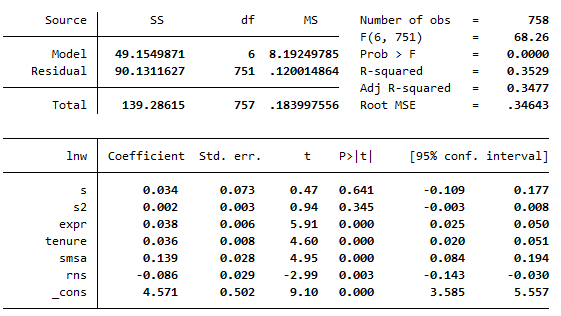 Source SS df MS Number of obs = 758
F(6, 751) = 68.26
Model 49.1549871 6 8.19249785 Prob > F = 0.0000
Residual 90.1311627 751 .120014864 R-squared = 0.3529
Adj R-squared = 0.3477
Total 139.28615 757 .183997556 Root MSE = .34643
lnw Coefficient Std. err. t P>|t| [95% conf. interval]
s 0.034 0.073 0.47 0.641 -0.109 0.177
s2 0.002 0.003 0.94 0.345 -0.003 0.008
expr 0.038 0.006 5.91 0.000 0.025 0.050
tenure 0.036 0.008 4.60 0.000 0.020 0.051
smsa 0.139 0.028 4.95 0.000 0.084 0.194
rns -0.086 0.029 -2.99 0.003 -0.143 -0.030
_cons 4.571 0.502 9.10 0.000 3.585 5.557